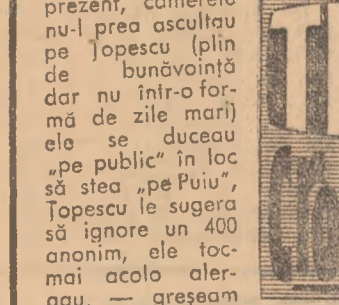 prezent, camerele
nu-l prea ascultau
pe Țopescu (plin
de bunăvoință
dar nu într-o for-
mă de zile mari)
ele se duceau
„pe public” în loc
să stea „pe Puiu”,
Țopescu le sugera
să ignore un 400
anonim, ele toc-
mai acolo aler-
gau, — greșeam